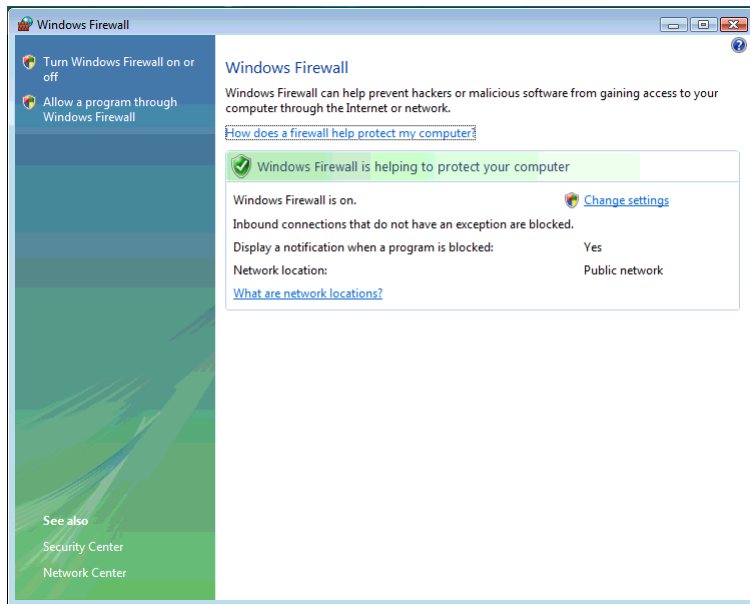 Windows Firewall
Turn Windows Firewall on or
off
Allow a program through
Windows Firewall
See also
Security Center
Network Center
Windows Firewall
Windows Firewall can help prevent hackers or malicious software from gaining access to your
computer through the Internet or network.
How does a firewall help protect my computer?
Windows Firewall is helping to protect your computer
Windows Firewall is on. Change settings
Inbound connections that do not have an exception are blocked.
Display a notification when a program is blocked: Yes
Network location: Public network
What are network locations?